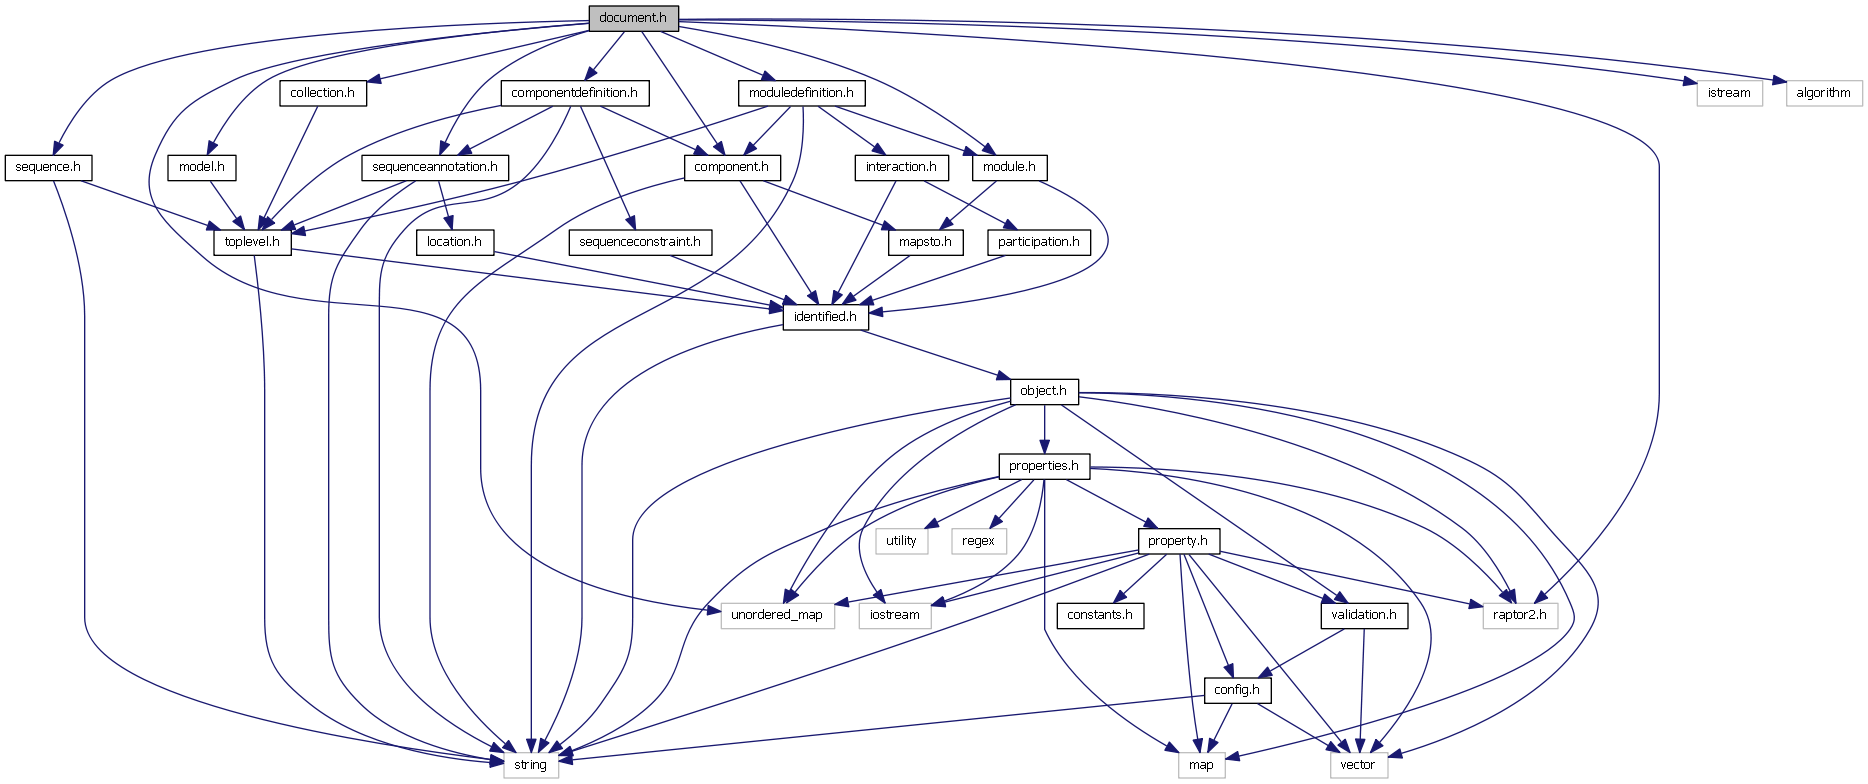 document.h
collection.h
componentdefinition.h
moduledefinition.h
istream
algorithm
sequence.h
model.h
sequenceannotation.h
component.h
interaction.h
module.h
toplevel.h
location.h
sequenceconstraint.h
mapsto.h
participation.h
identified.h
object.h
properties.h
utility
regex
property.h
unordered_map
iostream
constants.h
validation.h
raptor2.h
config.h
string
map
vector